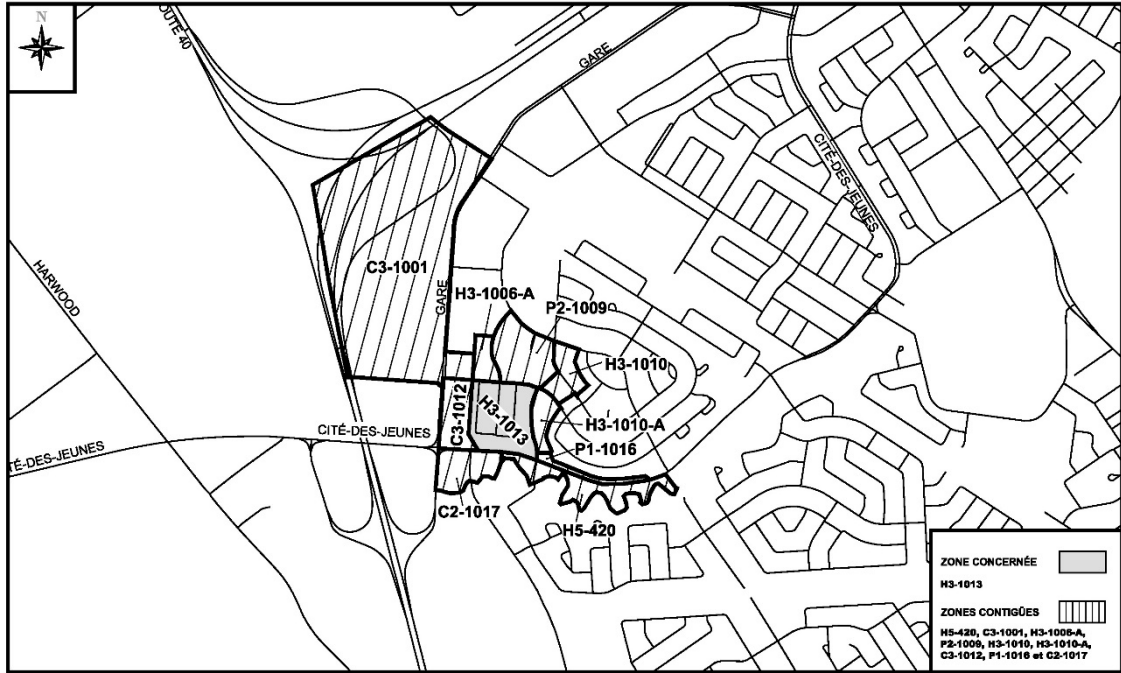 N
OUTE 40
GARE
CITÉ-DES-JEUNES
HARWOOD
C3-1001
GARE
H3-1006-A
P2-1009
H3-1010
C3-1012
H3-1013
H3-1010-A
CITÉ-DES-JEUNES
P1-1016
TÉ-DES-JEUNES
C2-1017
H5-420
ZONE CONCERNÉE
H3-1013
ZONES CONTIGÜES
H5-420, C3-1001, H3-1006-A,
P2-1009, H3-1010, H3-1010-A,
C3-1012, P1-1016 et C2-1017